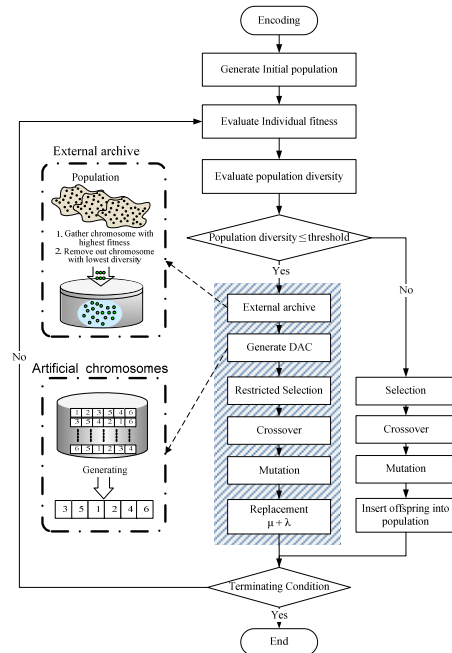 Encoding
Generate Initial population
Evaluate Individual fitness
Evaluate population diversity
Population diversity ≤ threshold
Yes
No
External archive
Population
1. Gather chromosome with
highest fitness
2. Remove out chromosome
with lowest diversity
No
Artificial chromosomes
1 2 3 5 4 6
3 5 4 2 1 6
6 5 1 2 3 4
Generating
3 5 1 2 4 6
External archive
Generate DAC
Restricted Selection
Crossover
Mutation
Replacement
μ + λ
Selection
Crossover
Mutation
Insert offspring into
population
Terminating Condition
Yes
End